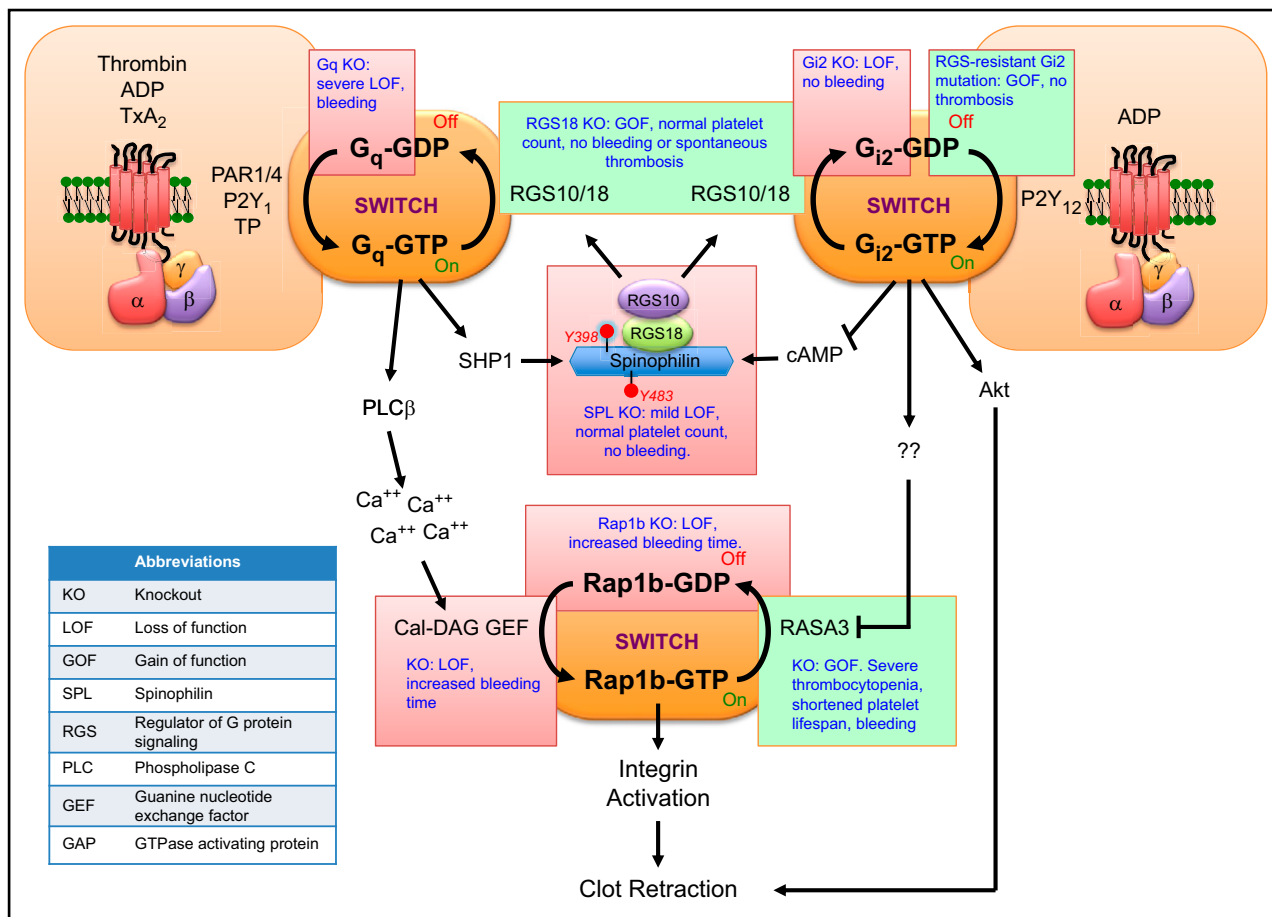 Thrombin
ADP
TxA2
α
γ
β
PAR1/4
P2Y1
TP
Gq KO:
severe LOF,
bleeding
Off
Gq-GDP
SWITCH
Gq-GTP
On
RGS18 KO: GOF, normal platelet
count, no bleeding or spontaneous
thrombosis
RGS10/18
RGS10/18
Gi2 KO: LOF,
no bleeding
RGS-resistant Gi2
mutation: GOF, no
thrombosis
Off
Gi2-GDP
SWITCH
Gi2-GTP
On
ADP
P2Y12
γ
α
β
RGS10
RGS18
Y398
Spinophilin
Y483
SPL KO: mild LOF,
normal platelet count,
no bleeding.
SHP1
cAMP
Akt
PLCβ
??
Ca++ Ca++
Ca++ Ca++
Rap1b KO: LOF,
increased bleeding time.
Off
Rap1b-GDP
SWITCH
Rap1b-GTP
On
Cal-DAG GEF
KO: LOF,
increased bleeding
time
RASA3
KO: GOF. Severe
thrombocytopenia,
shortened platelet
lifespan, bleeding
Integrin
Activation
Clot Retraction
Abbreviations
KO Knockout
LOF Loss of function
GOF Gain of function
SPL Spinophilin
RGS Regulator of G protein
signaling
PLC Phospholipase C
GEF Guanine nucleotide
exchange factor
GAP GTPase activating protein